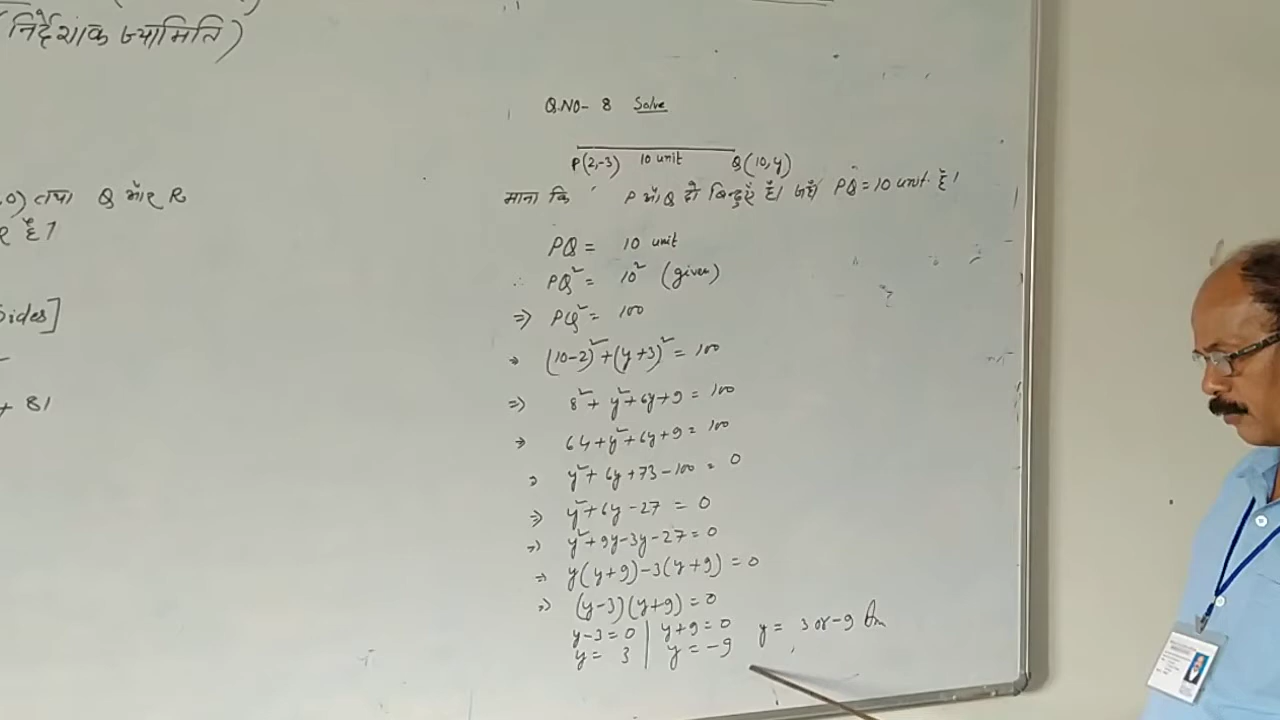 (निर्देशांक ज्यामिति)
,0) तथा Q और R
र है?
Sides]
+ 81
Q.NO- 8 Solve
P(2,-3) 10 unit Q(10,y)
माना कि P और Q दो बिन्दुएँ हैं। जहाँ PQ = 10 unit है।
PQ = 10 unit
∴ PQ² = 10² (given)
⇒ PQ² = 100
⇒ (10-2)² + (y+3)² = 100
⇒ 8² + y² + 6y + 9 = 100
⇒ 64 + y² + 6y + 9 = 100
⇒ y² + 6y + 73 - 100 = 0
⇒ y² + 6y - 27 = 0
⇒ y² + 9y - 3y - 27 = 0
⇒ y(y+9) - 3(y+9) = 0
⇒ (y-3)(y+9) = 0
y-3 = 0 | y+9 = 0 y = 3 or -9 Am
y = 3 | y = -9